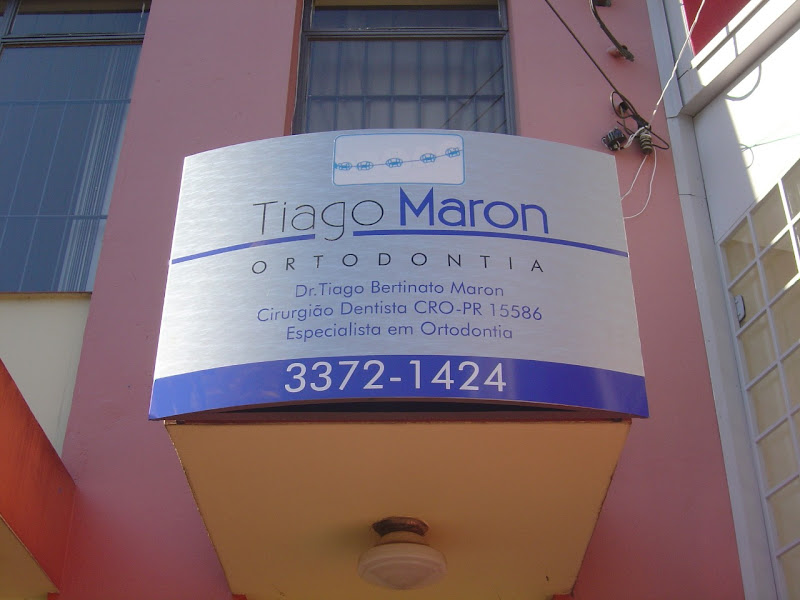 Tiago Maron
ORTODONTIA
Dr.Tiago Bertinato Maron
Cirurgião Dentista CRO-PR 15586
Especialista em Ortodontia
3372-1424